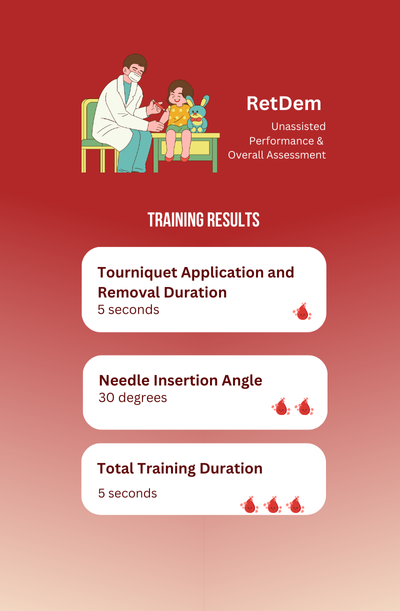 RetDem
Unassisted
Performance &
Overall Assessment
TRAINING RESULTS
Tourniquet Application and
Removal Duration
5 seconds
Needle Insertion Angle
30 degrees
Total Training Duration
5 seconds